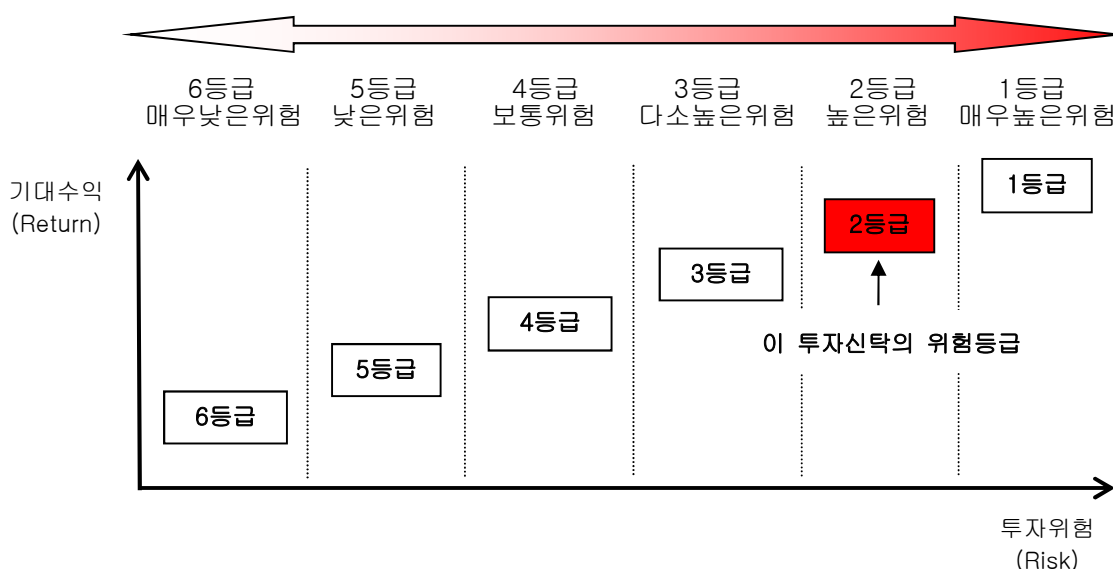 6등급 5등급 4등급 3등급 2등급 1등급
매우낮은위험 낮은위험 보통위험 다소높은위험 높은위험 매우높은위험
기대수익
(Return)
1등급
2등급
3등급
4등급
이 투자신탁의 위험등급
5등급
6등급
투자위험
(Risk)